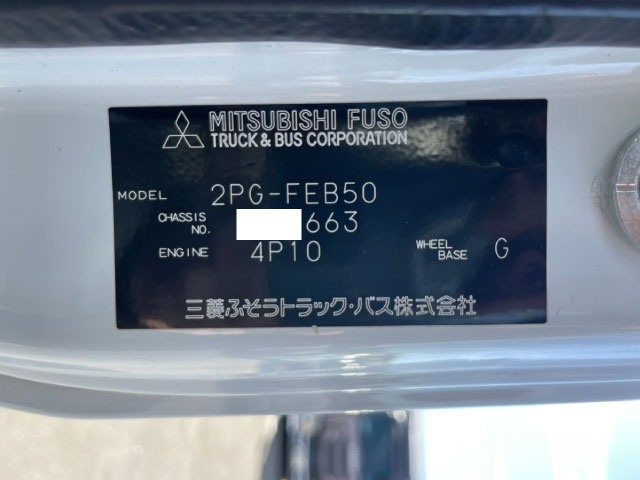 MITSUBISHI FUSO
TRUCK & BUS CORPORATION
MODEL 2PG-FEB50
CHASSIS NO. 663
ENGINE 4P10 WHEEL BASE G
三菱ふそうトラック・バス株式会社